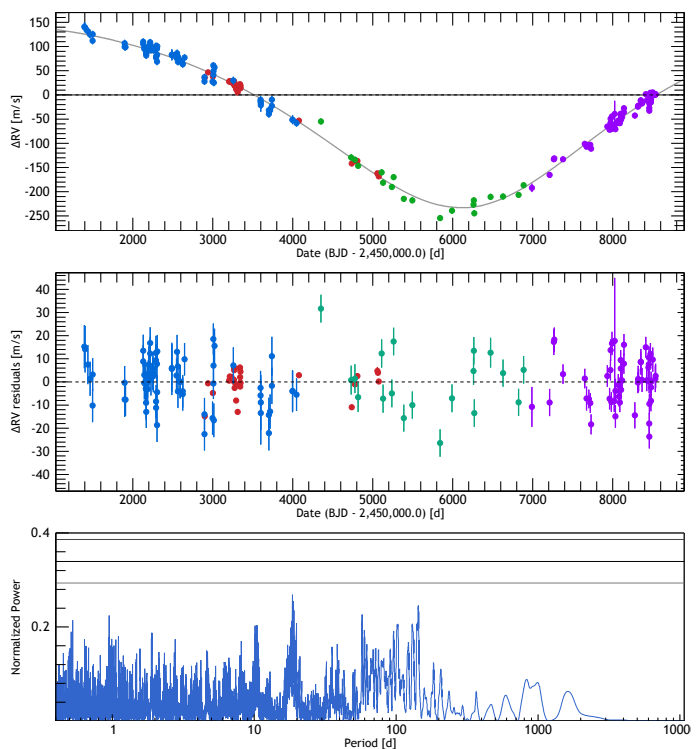 150
100
50
0
-50
-100
-150
-200
-250
ΔRV [m/s]
2000 3000 4000 5000 6000 7000 8000
Date (BJD - 2,450,000.0) [d]
40
30
20
10
0
-10
-20
-30
-40
ΔRV residuals [m/s]
2000 3000 4000 5000 6000 7000 8000
Date (BJD - 2,450,000.0) [d]
0.4
0.2
Normalized Power
1 10 100 1000 10000
Period [d]